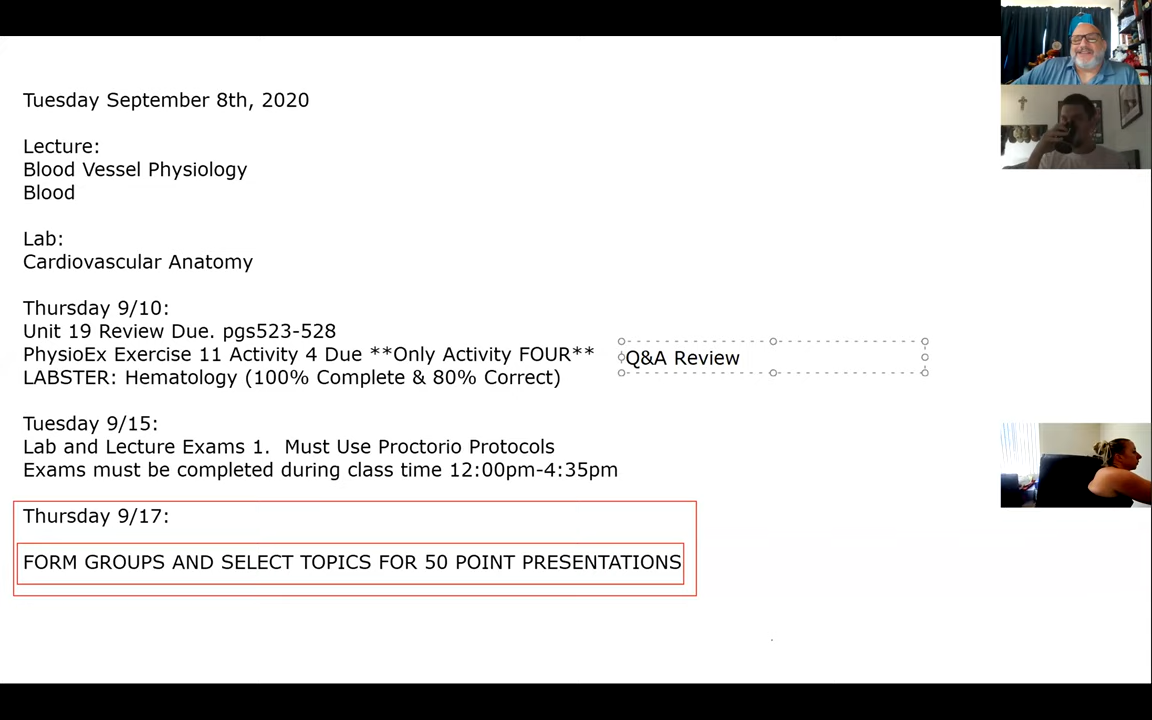 Tuesday September 8th, 2020
Lecture:
Blood Vessel Physiology
Blood
Lab:
Cardiovascular Anatomy
Thursday 9/10:
Unit 19 Review Due. pgs523-528
PhysioEx Exercise 11 Activity 4 Due **Only Activity FOUR**
Q&A Review
LABSTER: Hematology (100% Complete & 80% Correct)
Tuesday 9/15:
Lab and Lecture Exams 1.  Must Use Proctorio Protocols
Exams must be completed during class time 12:00pm-4:35pm
Thursday 9/17:
FORM GROUPS AND SELECT TOPICS FOR 50 POINT PRESENTATIONS